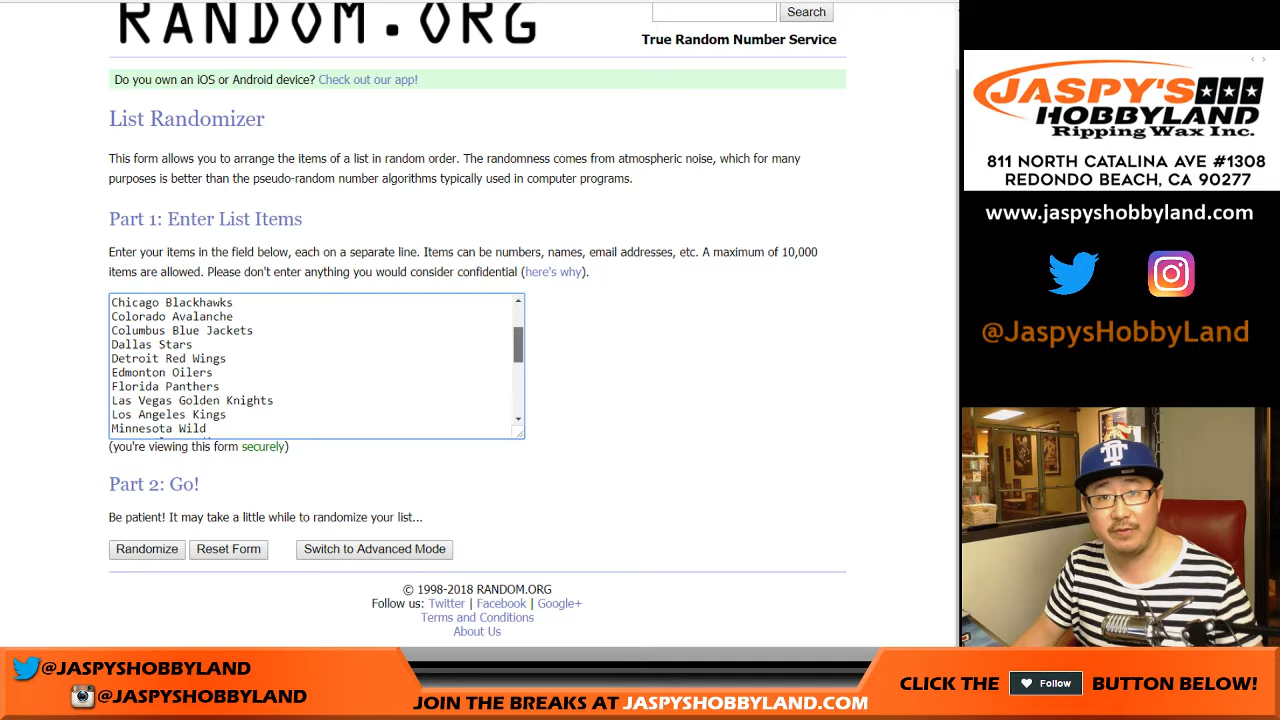 RANDOM.ORG
Search
True Random Number Service
Do you own an iOS or Android device? Check out our app!
List Randomizer
This form allows you to arrange the items of a list in random order. The randomness comes from atmospheric noise, which for many
purposes is better than the pseudo-random number algorithms typically used in computer programs.
Part 1: Enter List Items
Enter your items in the field below, each on a separate line. Items can be numbers, names, email addresses, etc. A maximum of 10,000
items are allowed. Please don't enter anything you would consider confidential (here's why).
Chicago Blackhawks
Colorado Avalanche
Columbus Blue Jackets
Dallas Stars
Detroit Red Wings
Edmonton Oilers
Florida Panthers
Las Vegas Golden Knights
Los Angeles Kings
Minnesota Wild
(you're viewing this form securely)
Part 2: Go!
Be patient! It may take a little while to randomize your list...
Randomize
Reset Form
Switch to Advanced Mode
© 1998-2018 RANDOM.ORG
Follow us: Twitter | Facebook | Google+
Terms and Conditions
About Us
JASPY'S
HOBBYLAND
Ripping Wax Inc.
811 NORTH CATALINA AVE #1308
REDONDO BEACH, CA 90277
www.jaspyshobbyland.com
@JaspysHobbyLand
@JASPYSHOBBYLAND
@JASPYSHOBBYLAND
JOIN THE BREAKS AT JASPYSHOBBYLAND.COM
CLICK THE Follow BUTTON BELOW!